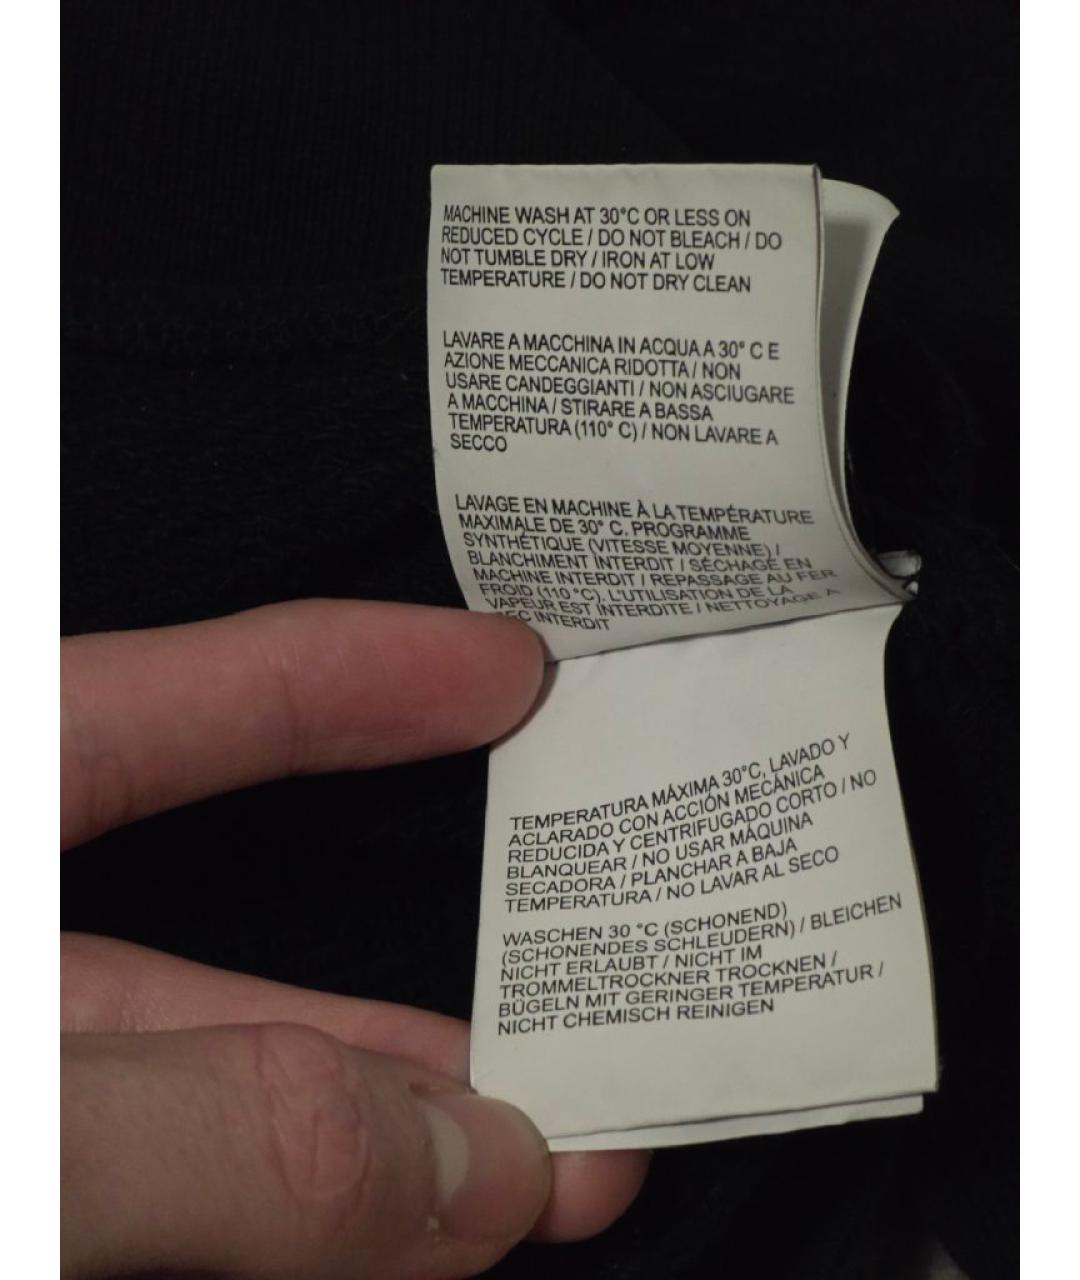 MACHINE WASH AT 30°C OR LESS ON
REDUCED CYCLE / DO NOT BLEACH / DO
NOT TUMBLE DRY / IRON AT LOW
TEMPERATURE / DO NOT DRY CLEAN
LAVARE A MACCHINA IN ACQUA A 30° C E
AZIONE MECCANICA RIDOTTA / NON
USARE CANDEGGIANTI / NON ASCIUGARE
A MACCHINA / STIRARE A BASSA
TEMPERATURA (110° C) / NON LAVARE A
SECCO
LAVAGE EN MACHINE À LA TEMPÉRATURE
MAXIMALE DE 30° C. PROGRAMME
SYNTHÉTIQUE (VITESSE MOYENNE) /
BLANCHIMENT INTERDIT / SÉCHAGE EN
MACHINE INTERDIT / REPASSAGE AU FER
FROID (110 °C). L'UTILISATION DE LA
VAPEUR EST INTERDITE / NETTOYAGE A
INTERDIT
TEMPERATURA MÁXIMA 30°C, LAVADO Y
ACLARADO CON ACCIÓN MECÁNICA
REDUCIDA Y CENTRIFUGADO CORTO / NO
BLANQUEAR / NO USAR MÁQUINA
SECADORA / PLANCHAR A BAJA
TEMPERATURA / NO LAVAR AL SECO
WASCHEN 30 °C (SCHONEND)
(SCHONENDES SCHLEUDERN) / BLEICHEN
NICHT ERLAUBT / NICHT IM
TROMMELTROCKNER TROCKNEN /
BÜGELN MIT GERINGER TEMPERATUR /
NICHT CHEMISCH REINIGEN